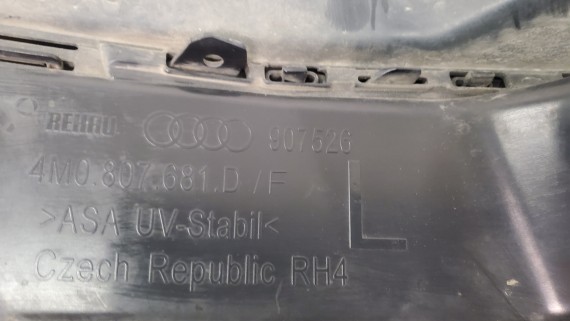 REHAU 907526
4M0.807.681.D /F
L
>ASA UV-Stabil<
Czech Republic RH4